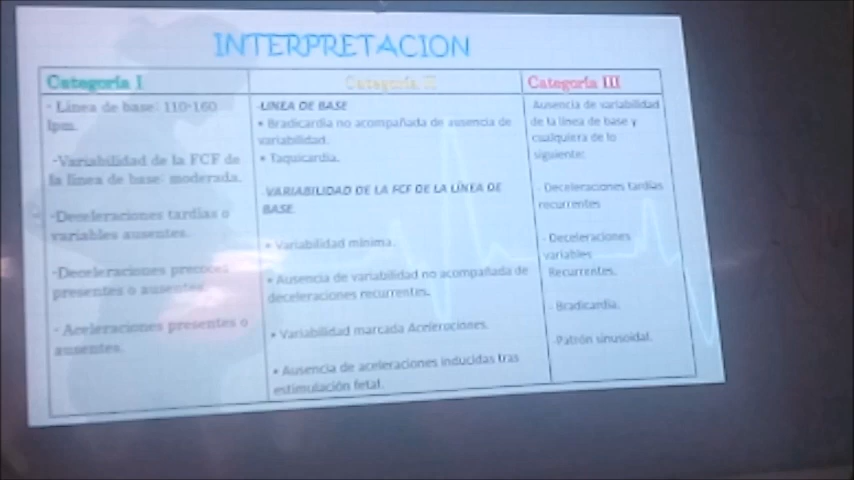 INTERPRETACION
Categoría I
- Línea de base: 110-160
lpm.
-Variabilidad de la FCF de
la línea de base: moderada.
-Deceleraciones tardías o
variables ausentes.
-Deceleraciones precoces
presentes o ausentes.
- Aceleraciones presentes o
ausentes.
Categoría II
-LINEA DE BASE
• Bradicardia no acompañada de ausencia de
variabilidad.
• Taquicardia.
-VARIABILIDAD DE LA FCF DE LA LÍNEA DE
BASE
• Variabilidad mínima.
• Ausencia de variabilidad no acompañada de
deceleraciones recurrentes.
• Variabilidad marcada Aceleraciones.
• Ausencia de aceleraciones inducidas tras
estimulación fetal.
Categoría III
Ausencia de variabilidad
de la línea de base y
cualquiera de lo
siguiente:
- Deceleraciones tardías
recurrentes
- Deceleraciones
variables
Recurrentes.
- Bradicardia.
-Patrón sinusoidal.